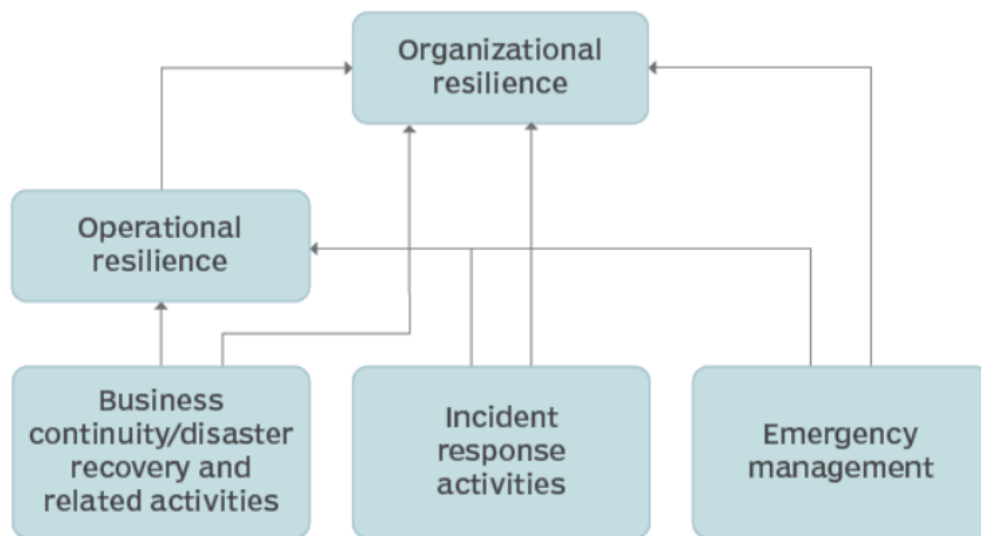 Organizational
resilience
Operational
resilience
Business
continuity/disaster
recovery and
related activities
Incident
response
activities
Emergency
management